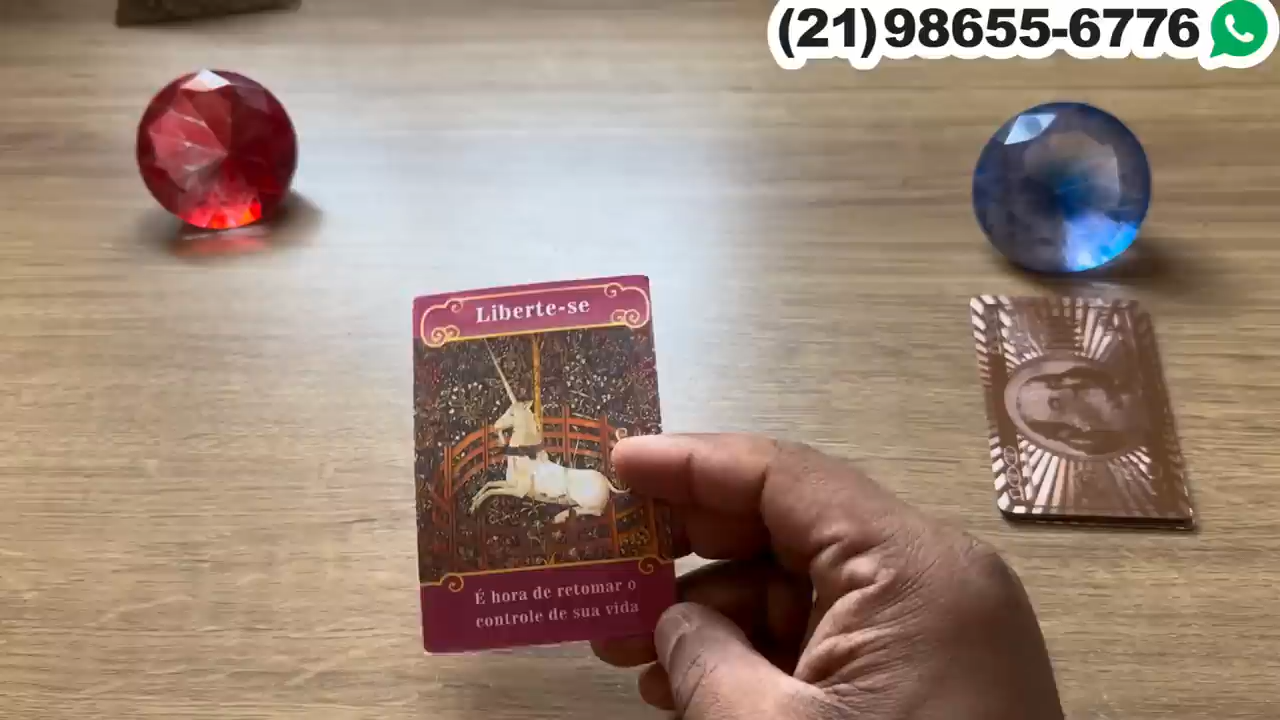 (21)98655-6776
Liberte-se
É hora de retomar o
controle de sua vida